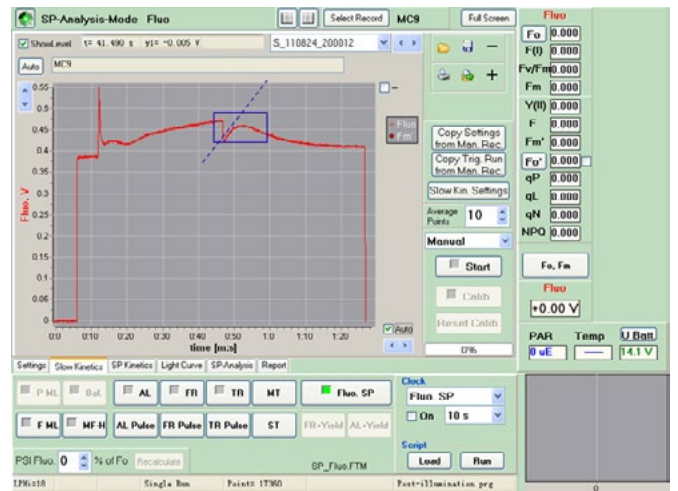 SP-Analysis-Mode Fluo
Select Record MC9 Full Screen
ShowLevel t= 41.490 s y1= -0.005 V
S_110824_200012
Auto MC9
0.55
0.5
0.45
0.4
0.35
0.3
0.25
0.2
0.15
0.1
0
Fluo, V
0:0 0:10 0:20 0:30 0:40 0:50 1:0 1:10 1:20
time [m:s]
Fluo
Fm
Auto
Copy Settings
from Man. Rec.
Copy Trig. Run
from Man. Rec.
Slow Kin. Settings
Average
Points 10
Manual
Start
Calib
Reset Calib
0%
Fluo
Fo 0.000
F(I) 0.000
Fv/Fm 0.000
Fm 0.000
Y(II) 0.000
F 0.000
Fm' 0.000
Fo' 0.000
qP 0.000
qL 0.000
qN 0.000
NPQ 0.000
Fo, Fm
Fluo
+0.00 V
PAR Temp U Batt
0 uE 14.1 V
Settings Slow Kinetics SP Kinetics Light Curve SP-Analysis Report
P ML Bal. AL FR TR MT Fluo. SP
F ML MF-H AL Pulse FR Pulse TR Pulse ST FR+Yield AL+Yield
PSI Fluo. 0 % of Fo Recalculate
GP_Fluo.FTM
Clock
Fluo. SP
On 10 s
Script
Load Run
Single Run Points 17360 Post-illumination prg
0